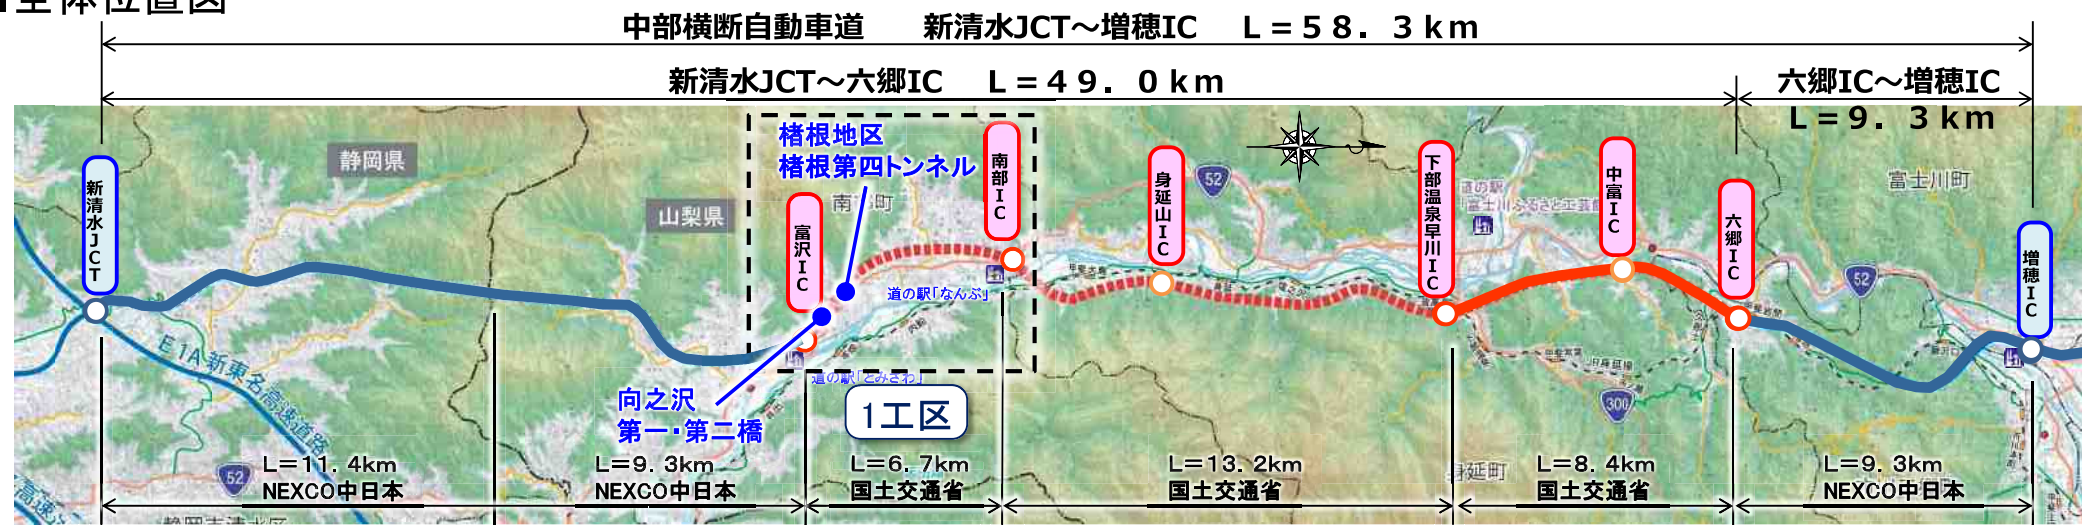 全体位置図
中部横断自動車道 新清水JCT～増穂IC L=58.3km
新清水JCT～六郷IC L=49.0km
六郷IC～増穂IC
L=9.3km
静岡県
山梨県
楮根地区
楮根第四トンネル
新清水JCT
富沢IC
南部IC
身延山IC
下部温泉早川IC
中富IC
六郷IC
増穂IC
52
道の駅
富士川ふるさと工芸館
富士川町
52
道の駅「なんぶ」
道の駅「とみざわ」
E1A 新東名高速道路
向之沢
第一・第二橋
1工区
300
JR身延線
身延町
52
L=11.4km
NEXCO中日本
L=9.3km
NEXCO中日本
L=6.7km
国土交通省
L=13.2km
国土交通省
L=8.4km
国土交通省
L=9.3km
NEXCO中日本